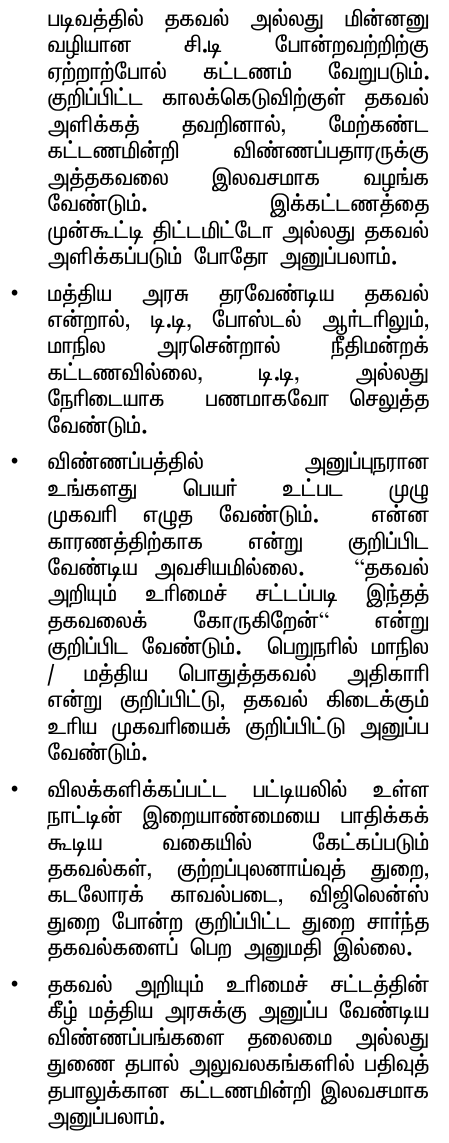 படிவத்தில் தகவல் அல்லது மின்னனு
வழியான சி.டி போன்றவற்றிற்கு
ஏற்றாற்போல் கட்டணம் வேறுபடும்.
குறிப்பிட்ட காலக்கெடுவிற்குள் தகவல்
அளிக்கத் தவறினால், மேற்கண்ட
கட்டணமின்றி விண்ணப்பதாரருக்கு
அத்தகவலை இலவசமாக வழங்க
வேண்டும். இக்கட்டணத்தை
முன்கூட்டி திட்டமிட்டோ அல்லது தகவல்
அளிக்கப்படும் போதோ அனுப்பலாம்.
• மத்திய அரசு தரவேண்டிய தகவல்
என்றால், டி.டி, போஸ்டல் ஆர்டரிலும்,
மாநில அரசென்றால் நீதிமன்றக்
கட்டணவில்லை, டி.டி, அல்லது
நேரிடையாக பணமாகவோ செலுத்த
வேண்டும்.
• விண்ணப்பத்தில் அனுப்புநரான
உங்களது பெயர் உட்பட முழு
முகவரி எழுத வேண்டும். என்ன
காரணத்திற்காக என்று குறிப்பிட
வேண்டிய அவசியமில்லை. “தகவல்
அறியும் உரிமைச் சட்டப்படி இந்தத்
தகவலைக் கோருகிறேன்“ என்று
குறிப்பிட வேண்டும். பெறுநரில் மாநில
/ மத்திய பொதுத்தகவல் அதிகாரி
என்று குறிப்பிட்டு, தகவல் கிடைக்கும்
உரிய முகவரியைக் குறிப்பிட்டு அனுப்ப
வேண்டும்.
• விலக்களிக்கப்பட்ட பட்டியலில் உள்ள
நாட்டின் இறையாண்மையை பாதிக்கக்
கூடிய வகையில் கேட்கப்படும்
தகவல்கள், குற்றப்புலனாய்வுத் துறை,
கடலோரக் காவல்படை, விஜிலென்ஸ்
துறை போன்ற குறிப்பிட்ட துறை சார்ந்த
தகவல்களைப் பெற அனுமதி இல்லை.
• தகவல் அறியும் உரிமைச் சட்டத்தின்
கீழ் மத்திய அரசுக்கு அனுப்ப வேண்டிய
விண்ணப்பங்களை தலைமை அல்லது
துணை தபால் அலுவலகங்களில் பதிவுத்
தபாலுக்கான கட்டணமின்றி இலவசமாக
அனுப்பலாம்.